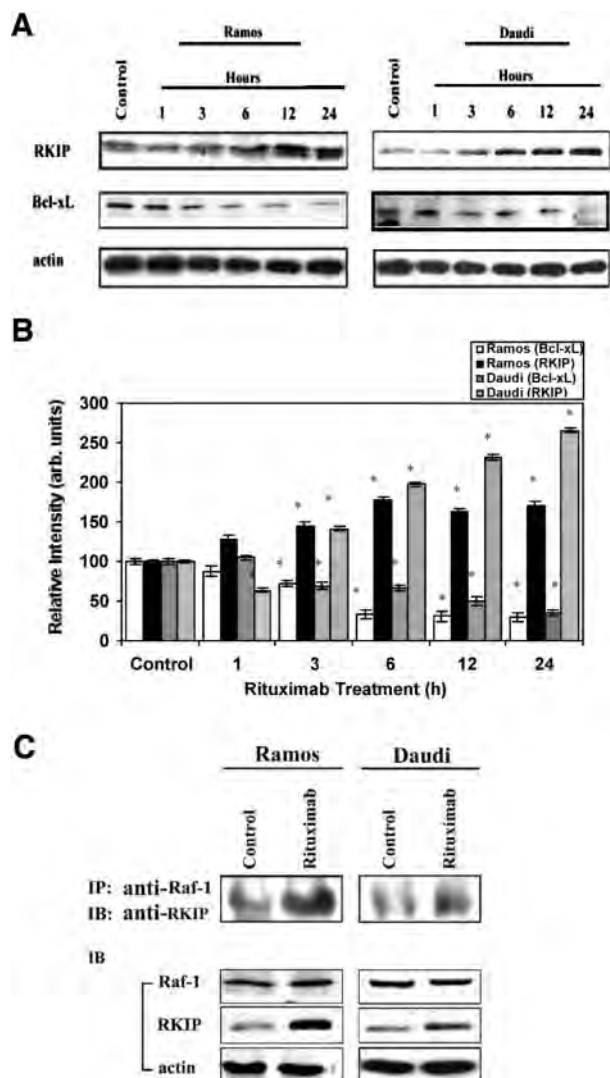 A
Ramos
Daudi
Control
Hours
Control
Hours
1 3 6 12 24
1 3 6 12 24
RKIP
Bcl-xL
actin
B
Ramos (Bcl-xL)
Ramos (RKIP)
Daudi (Bcl-xL)
Daudi (RKIP)
Relative Intensity (arb. units)
300
250
200
150
100
50
0
* * * * * * * * * * * * * * * * *
Control 1 3 6 12 24
Rituximab Treatment (h)
C
Ramos
Daudi
Control
Rituximab
Control
Rituximab
IP: anti-Raf-1
IB: anti-RKIP
IB
Raf-1
RKIP
actin